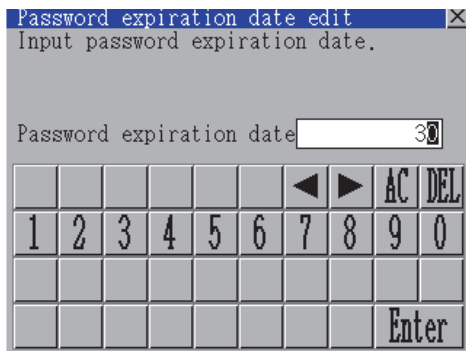 Password expiration date edit ×
Input password expiration date.
Password expiration date 30
◀ ▶ AC DEL
1 2 3 4 5 6 7 8 9 0
Enter